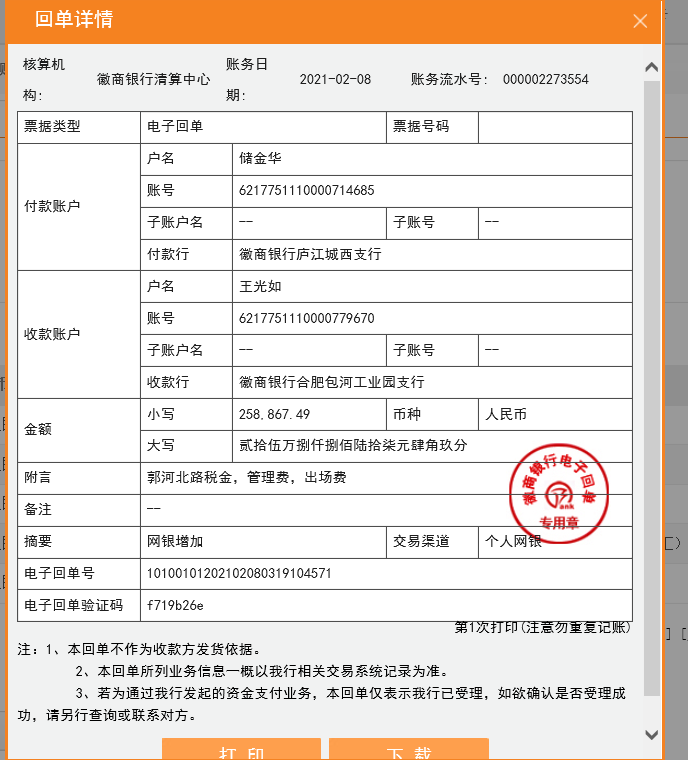 回单详情
核算机构: 徽商银行清算中心 账务日期: 2021-02-08 账务流水号: 000002273554
票据类型 电子回单 票据号码
付款账户 户名 储金华
账号 6217751110000714685
子账户名 -- 子账号 --
付款行 徽商银行庐江城西支行
收款账户 户名 王光如
账号 6217751110000779670
子账户名 -- 子账号 --
收款行 徽商银行合肥包河工业园支行
金额 小写 258,867.49 币种 人民币
大写 贰拾伍万捌仟捌佰陆拾柒元肆角玖分
附言 郭河北路税金，管理费，出场费
备注 --
摘要 网银增加 交易渠道 个人网银
电子回单号 10100101202102080319104571
电子回单验证码 f719b26e
徽商银行电子回单
专用章
第1次打印(注意勿重复记账)
注：1、本回单不作为收款方发货依据。
2、本回单所列业务信息一概以我行相关交易系统记录为准。
3、若为通过我行发起的资金支付业务，本回单仅表示我行已受理，如欲确认是否受理成
功，请另行查询或联系对方。
打 印 下 载